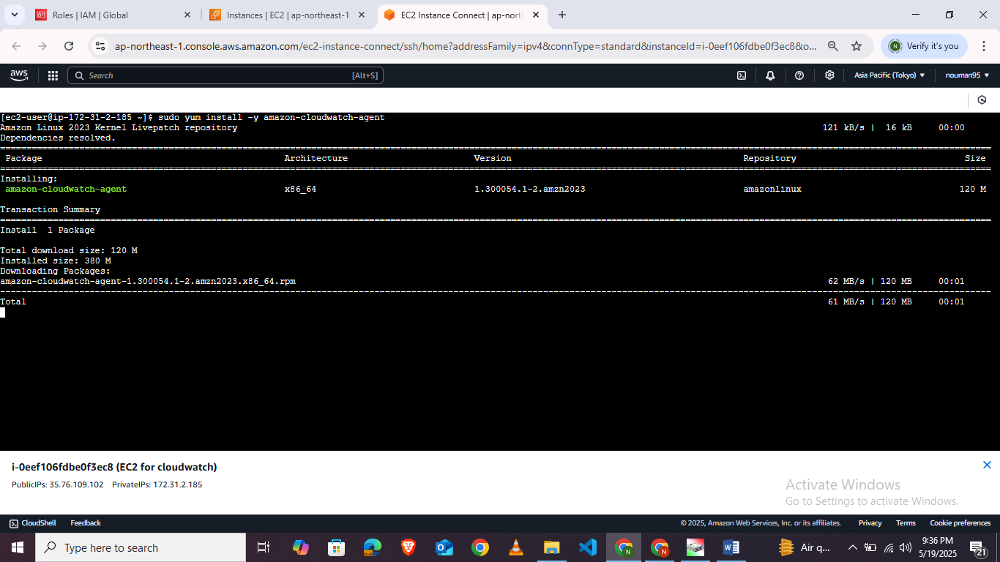 Roles | IAM | Global
Instances | EC2 | ap-northeast-1
EC2 Instance Connect | ap-nort
ap-northeast-1.console.aws.amazon.com/ec2-instance-connect/ssh/home?addressFamily=ipv4&connType=standard&instanceId=i-0eef106fdbe0f3ec8&o...
N Verify it's you
aws Search [Alt+S] Asia Pacific (Tokyo) nouman95
[ec2-user@ip-172-31-2-185 ~]$ sudo yum install -y amazon-cloudwatch-agent
Amazon Linux 2023 Kernel Livepatch repository 121 kB/s | 16 kB 00:00
Dependencies resolved.
Package Architecture Version Repository Size
Installing:
amazon-cloudwatch-agent x86_64 1.300054.1-2.amzn2023 amazonlinux 120 M
Transaction Summary
Install 1 Package
Total download size: 120 M
Installed size: 380 M
Downloading Packages:
amazon-cloudwatch-agent-1.300054.1-2.amzn2023.x86_64.rpm 62 MB/s | 120 MB 00:01
Total 61 MB/s | 120 MB 00:01
i-0eef106fdbe0f3ec8 (EC2 for cloudwatch)
PublicIPs: 35.76.109.102 PrivateIPs: 172.31.2.185
Activate Windows
Go to Settings to activate Windows.
CloudShell Feedback © 2025, Amazon Web Services, Inc. or its affiliates. Privacy Terms Cookie preferences
Type here to search Air q... 9:36 PM
5/19/2025 21